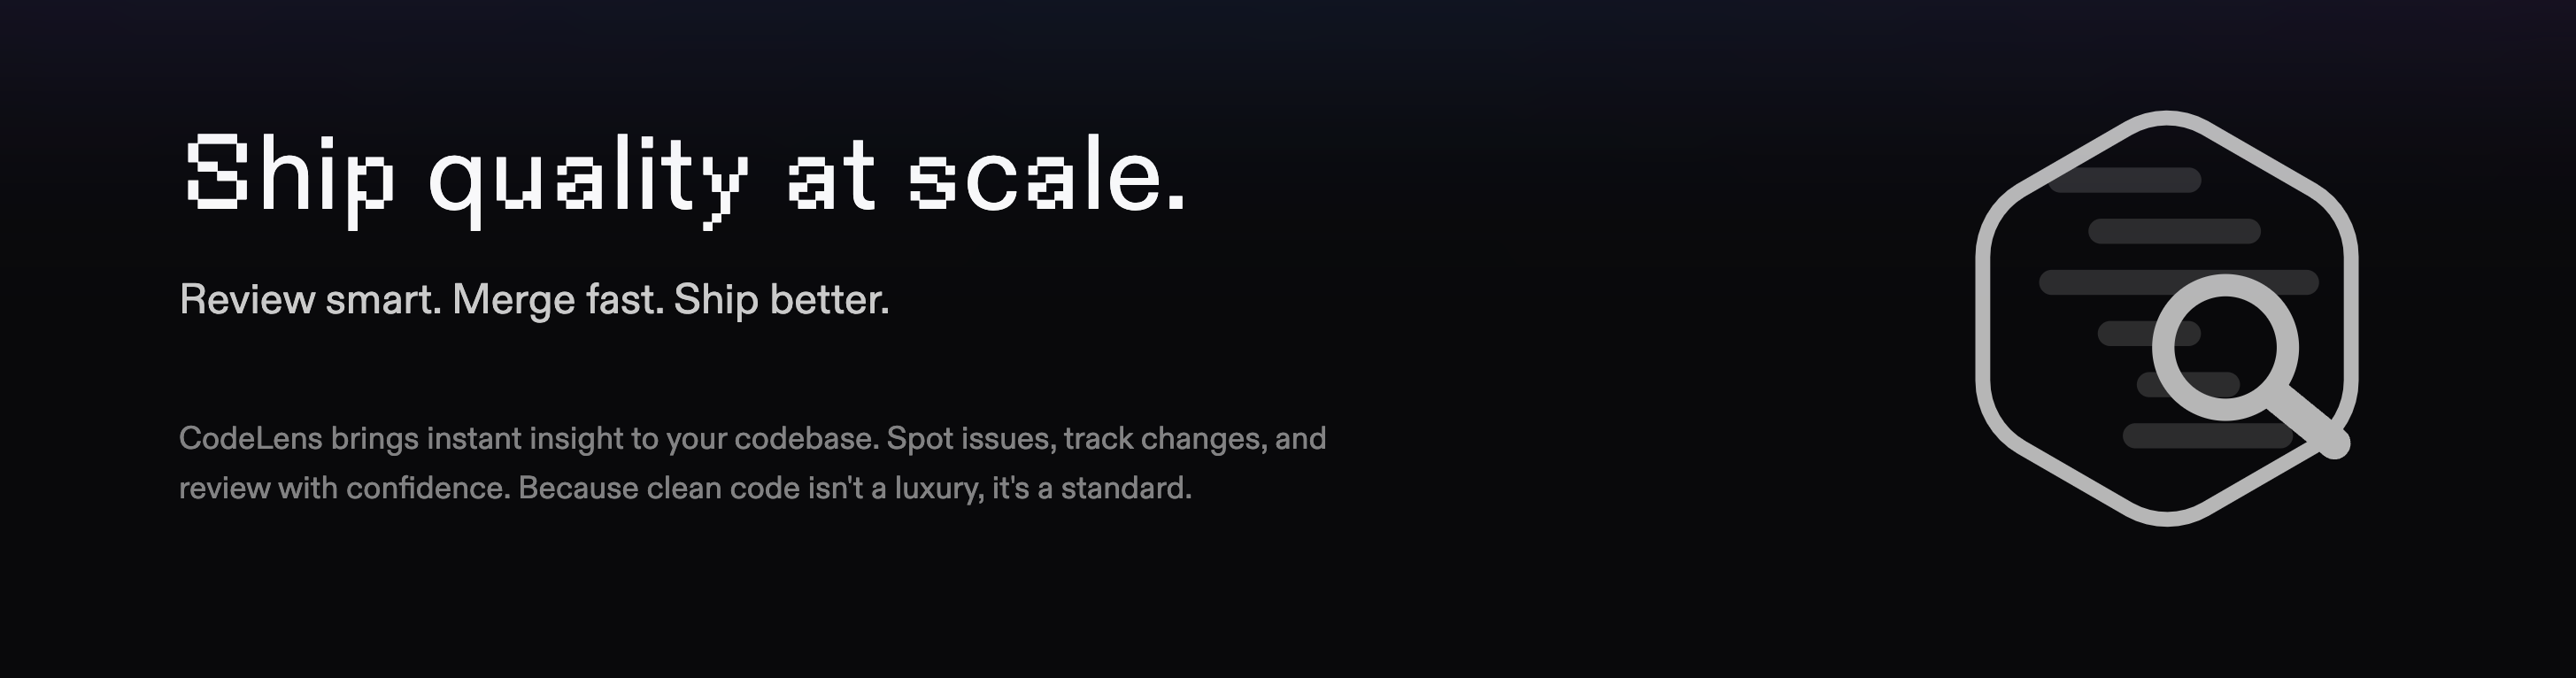 Ship quality at scale.
Review smart. Merge fast. Ship better.
CodeLens brings instant insight to your codebase. Spot issues, track changes, and
review with confidence. Because clean code isn't a luxury, it's a standard.